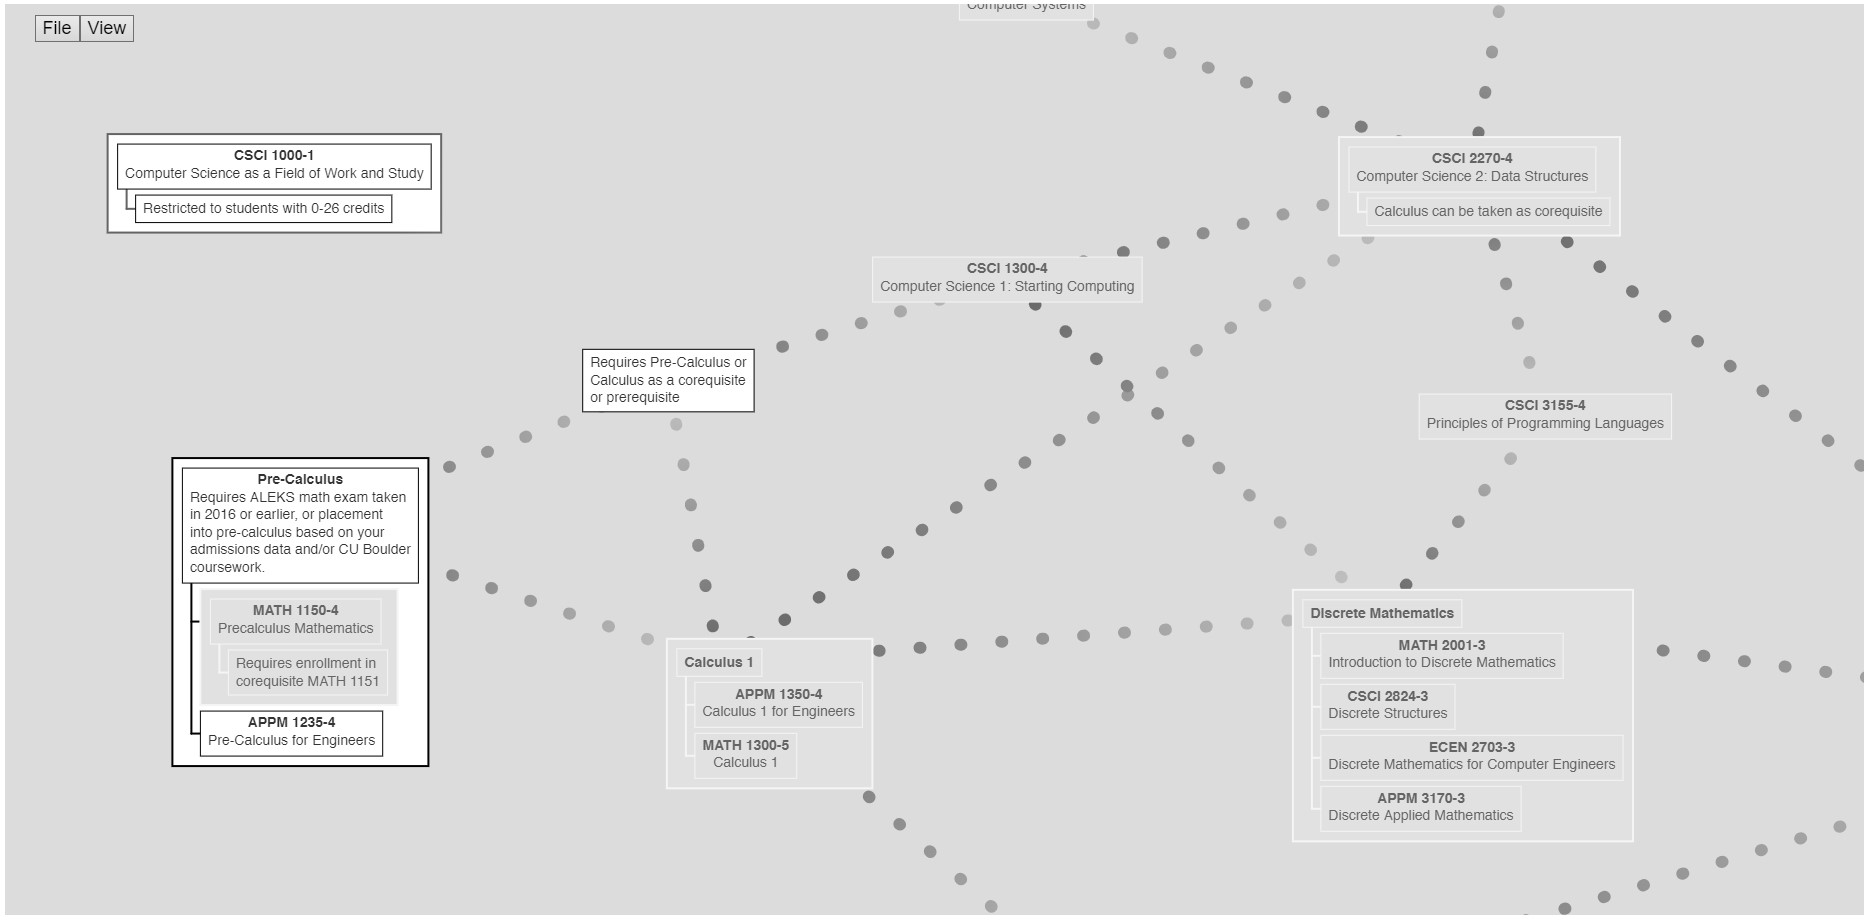 File View
Computer Systems
CSCI 1000-1
Computer Science as a Field of Work and Study
Restricted to students with 0-26 credits
CSCI 2270-4
Computer Science 2: Data Structures
Calculus can be taken as corequisite
CSCI 1300-4
Computer Science 1: Starting Computing
Requires Pre-Calculus or
Calculus as a corequisite
or prerequisite
CSCI 3155-4
Principles of Programming Languages
Pre-Calculus
Requires ALEKS math exam taken
in 2016 or earlier, or placement
into pre-calculus based on your
admissions data and/or CU Boulder
coursework.
MATH 1150-4
Precalculus Mathematics
Requires enrollment in
corequisite MATH 1151
APPM 1235-4
Pre-Calculus for Engineers
Calculus 1
APPM 1350-4
Calculus 1 for Engineers
MATH 1300-5
Calculus 1
Discrete Mathematics
MATH 2001-3
Introduction to Discrete Mathematics
CSCI 2824-3
Discrete Structures
ECEN 2703-3
Discrete Mathematics for Computer Engineers
APPM 3170-3
Discrete Applied Mathematics